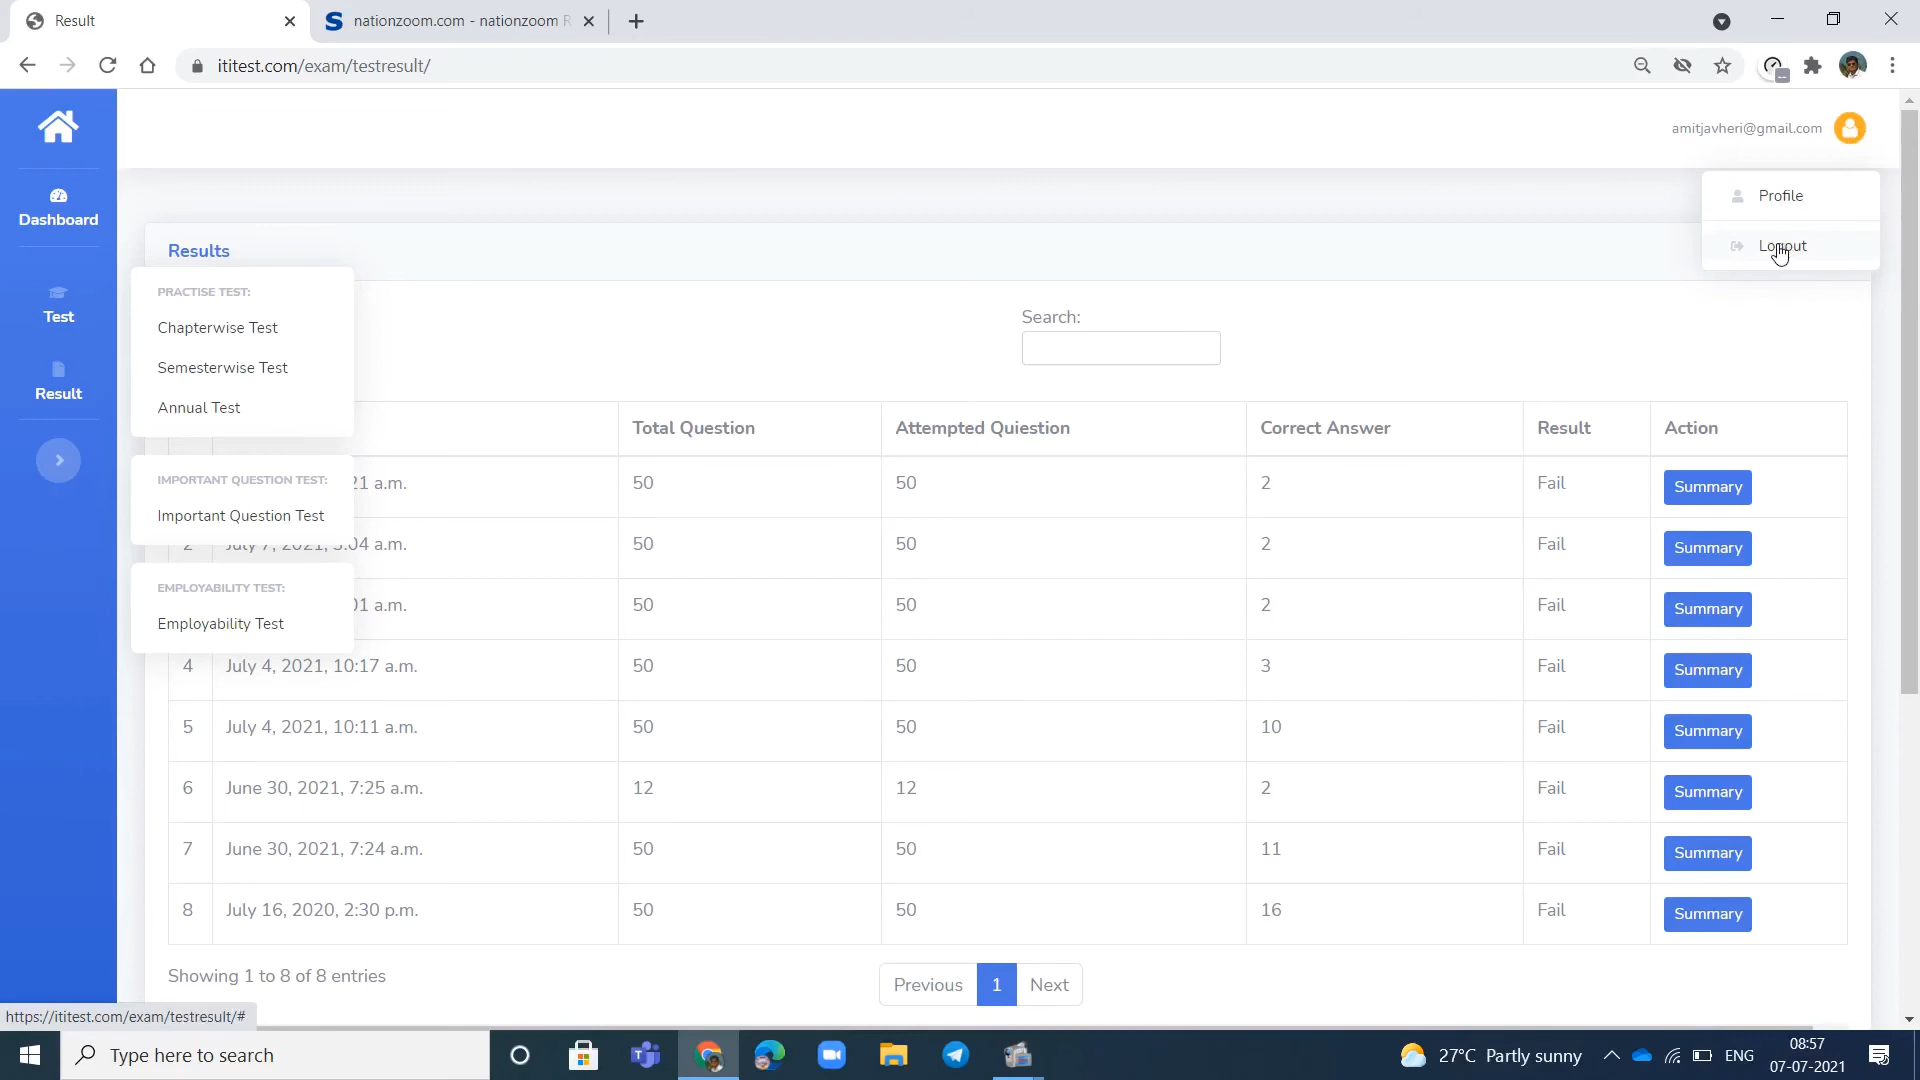 Result
nationzoom.com - nationzoom R
ititest.com/exam/testresult/
amitjavheri@gmail.com
Profile
Logout
Dashboard
Test
Result
Results
PRACTISE TEST:
Chapterwise Test
Semesterwise Test
Annual Test
IMPORTANT QUESTION TEST:
Important Question Test
EMPLOYABILITY TEST:
Employability Test
Search:
Total Question Attempted Quiestion Correct Answer Result Action
21 a.m. 50 50 2 Fail Summary
2 July 7, 2021, 3:04 a.m. 50 50 2 Fail Summary
01 a.m. 50 50 2 Fail Summary
4 July 4, 2021, 10:17 a.m. 50 50 3 Fail Summary
5 July 4, 2021, 10:11 a.m. 50 50 10 Fail Summary
6 June 30, 2021, 7:25 a.m. 12 12 2 Fail Summary
7 June 30, 2021, 7:24 a.m. 50 50 11 Fail Summary
8 July 16, 2020, 2:30 p.m. 50 50 16 Fail Summary
Showing 1 to 8 of 8 entries
Previous 1 Next
https://ititest.com/exam/testresult/#
Type here to search
27°C Partly sunny
ENG
08:57
07-07-2021